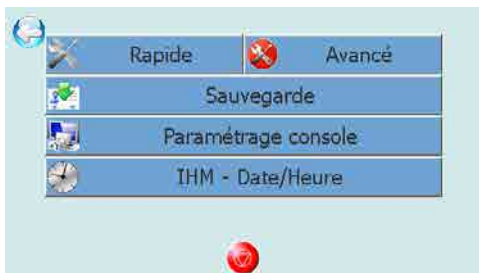 Rapide
Avancé
Sauvegarde
Paramétrage console
IHM - Date/Heure